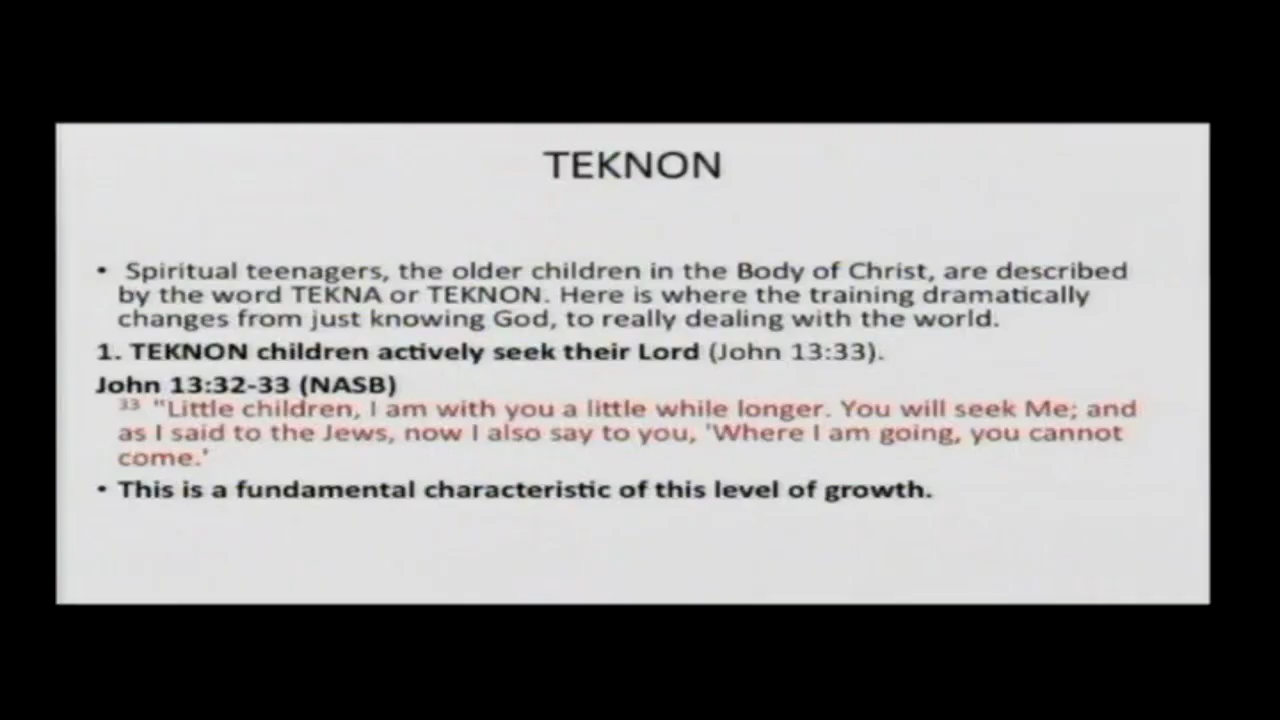 TEKNON
• Spiritual teenagers, the older children in the Body of Christ, are described
by the word TEKNA or TEKNON. Here is where the training dramatically
changes from just knowing God, to really dealing with the world.
1. TEKNON children actively seek their Lord (John 13:33).
John 13:32-33 (NASB)
33 "Little children, I am with you a little while longer. You will seek Me; and
as I said to the Jews, now I also say to you, 'Where I am going, you cannot
come.'
• This is a fundamental characteristic of this level of growth.